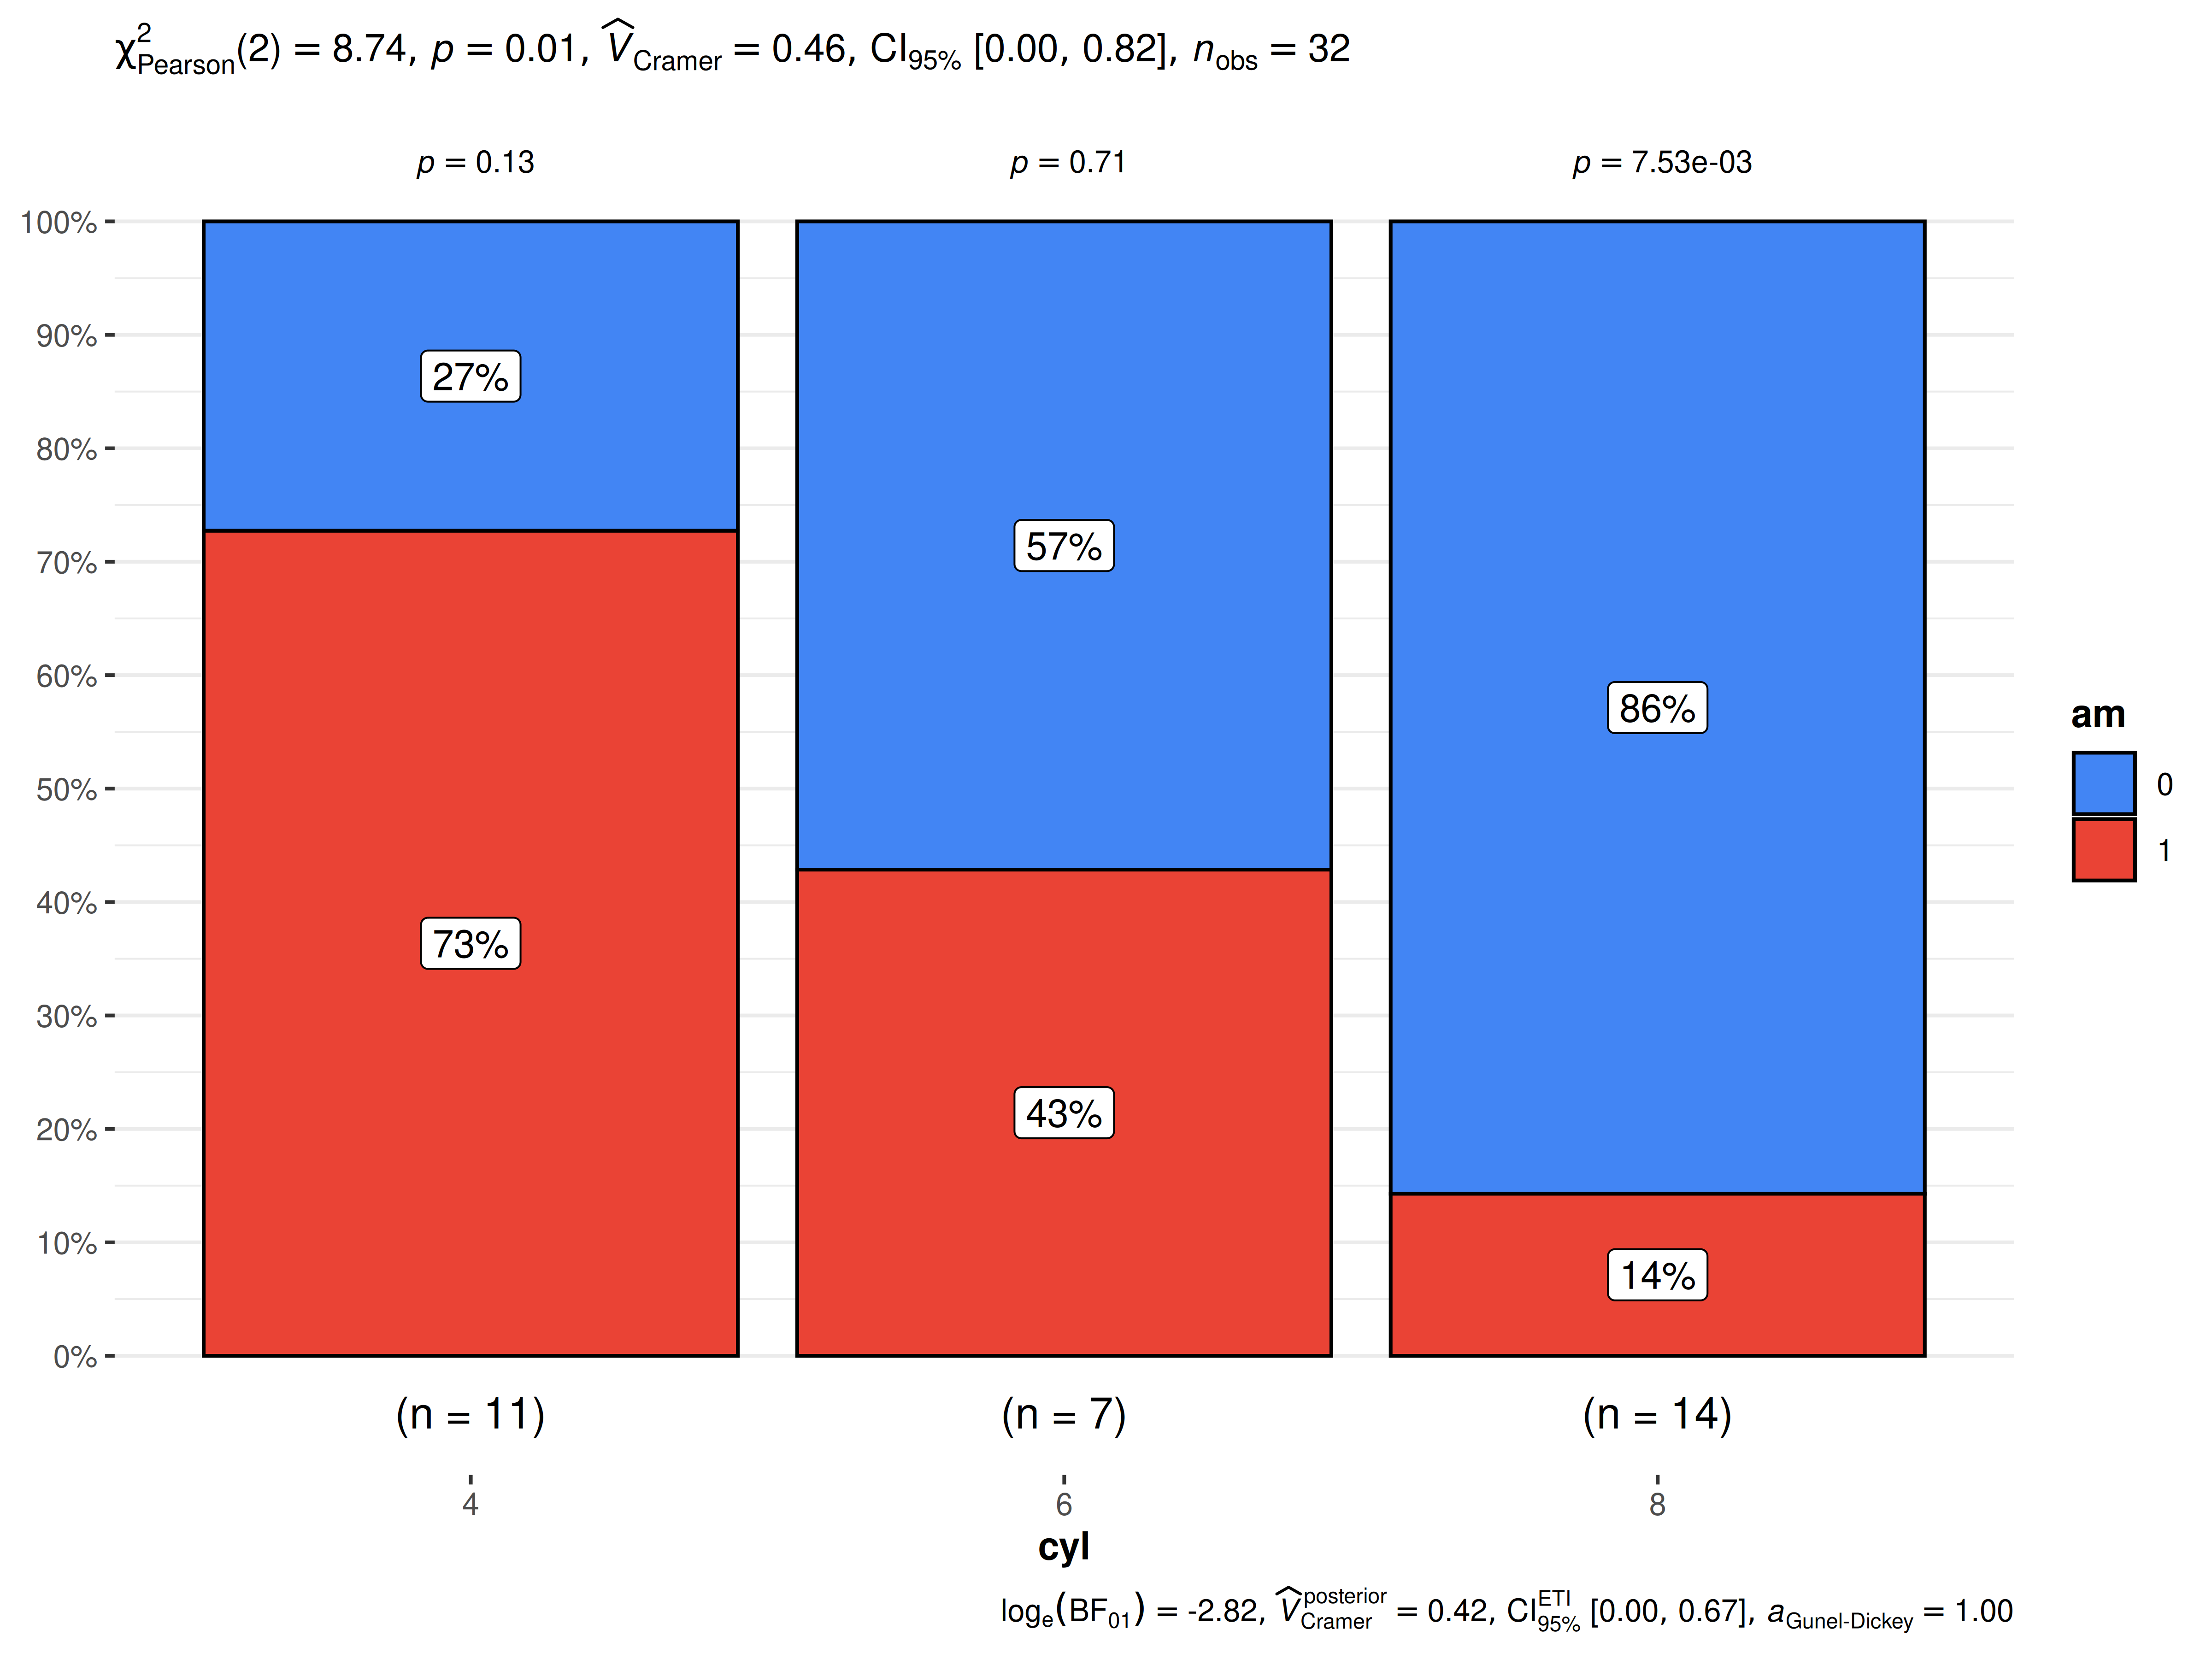 χ²Pearson(2) = 8.74, p = 0.01, V̂Cramer = 0.46, CI95% [0.00, 0.82], nobs = 32
p = 0.13 p = 0.71 p = 7.53e-03
100%
90%
27%
80%
70%
57%
60%
86%
50%
40%
73%
30%
20%
43%
10%
14%
0%
am
0
1
(n = 11) (n = 7) (n = 14)
4 6 8
cyl
loge(BF01) = -2.82, V̂posteriorCramer = 0.42, CIETI95% [0.00, 0.67], aGunel-Dickey = 1.00